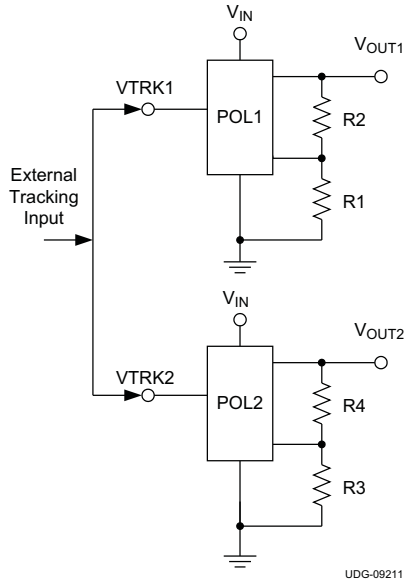 VIN
VOUT1
VTRK1
POL1
R2
External
Tracking
Input
R1
VIN
VOUT2
VTRK2
POL2
R4
R3
UDG-09211